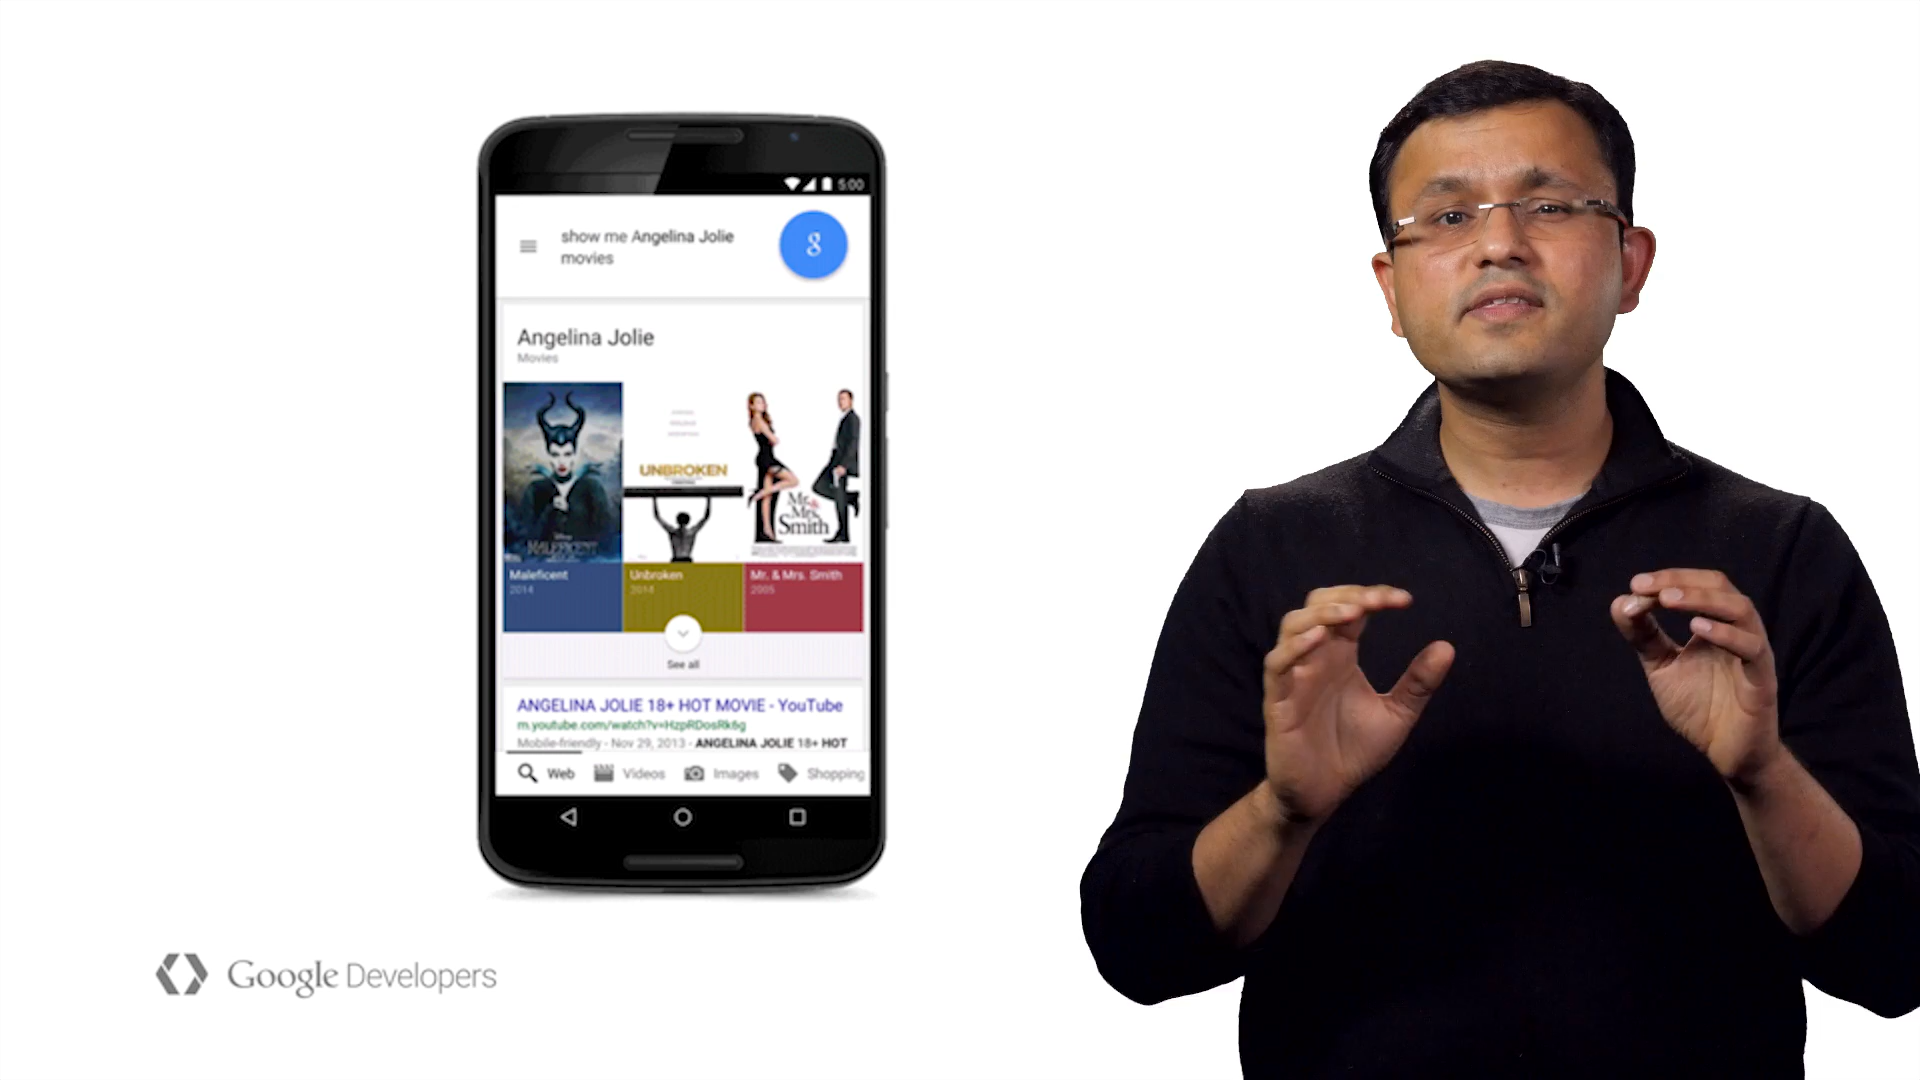 5:00
show me Angelina Jolie
movies
g
Angelina Jolie
Movies
UNBROKEN
Mr.
&
Mrs.
Smith
MALEFICENT
Maleficent
2014
Unbroken
2014
Mr. & Mrs. Smith
2005
See all
ANGELINA JOLIE 18+ HOT MOVIE - YouTube
m.youtube.com/watch?v=HzpRDosRk6g
Mobile-friendly - Nov 29, 2013 - ANGELINA JOLIE 18+ HOT
Web Videos Images Shopping
Google Developers